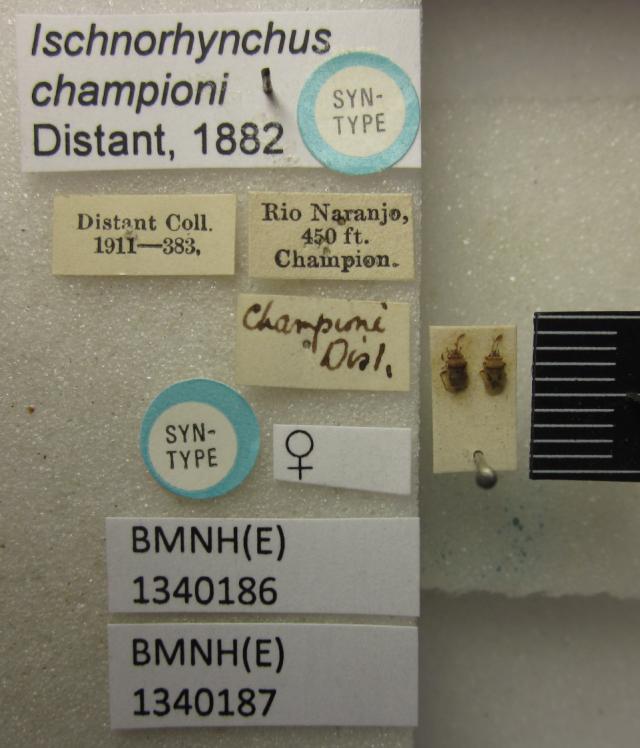 Ischnorhynchus
championi
Distant, 1882
SYN-
TYPE
Distant Coll.
1911—383.
Rio Naranjo,
450 ft.
Champion.
Championi
Dist.
SYN-
TYPE
♀
BMNH(E)
1340186
BMNH(E)
1340187